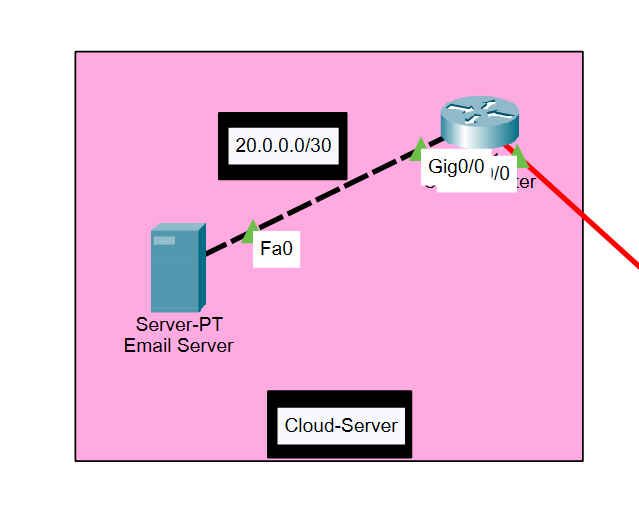 20.0.0.0/30
Gig0/0
Fa0
Server-PT
Email Server
Cloud-Server